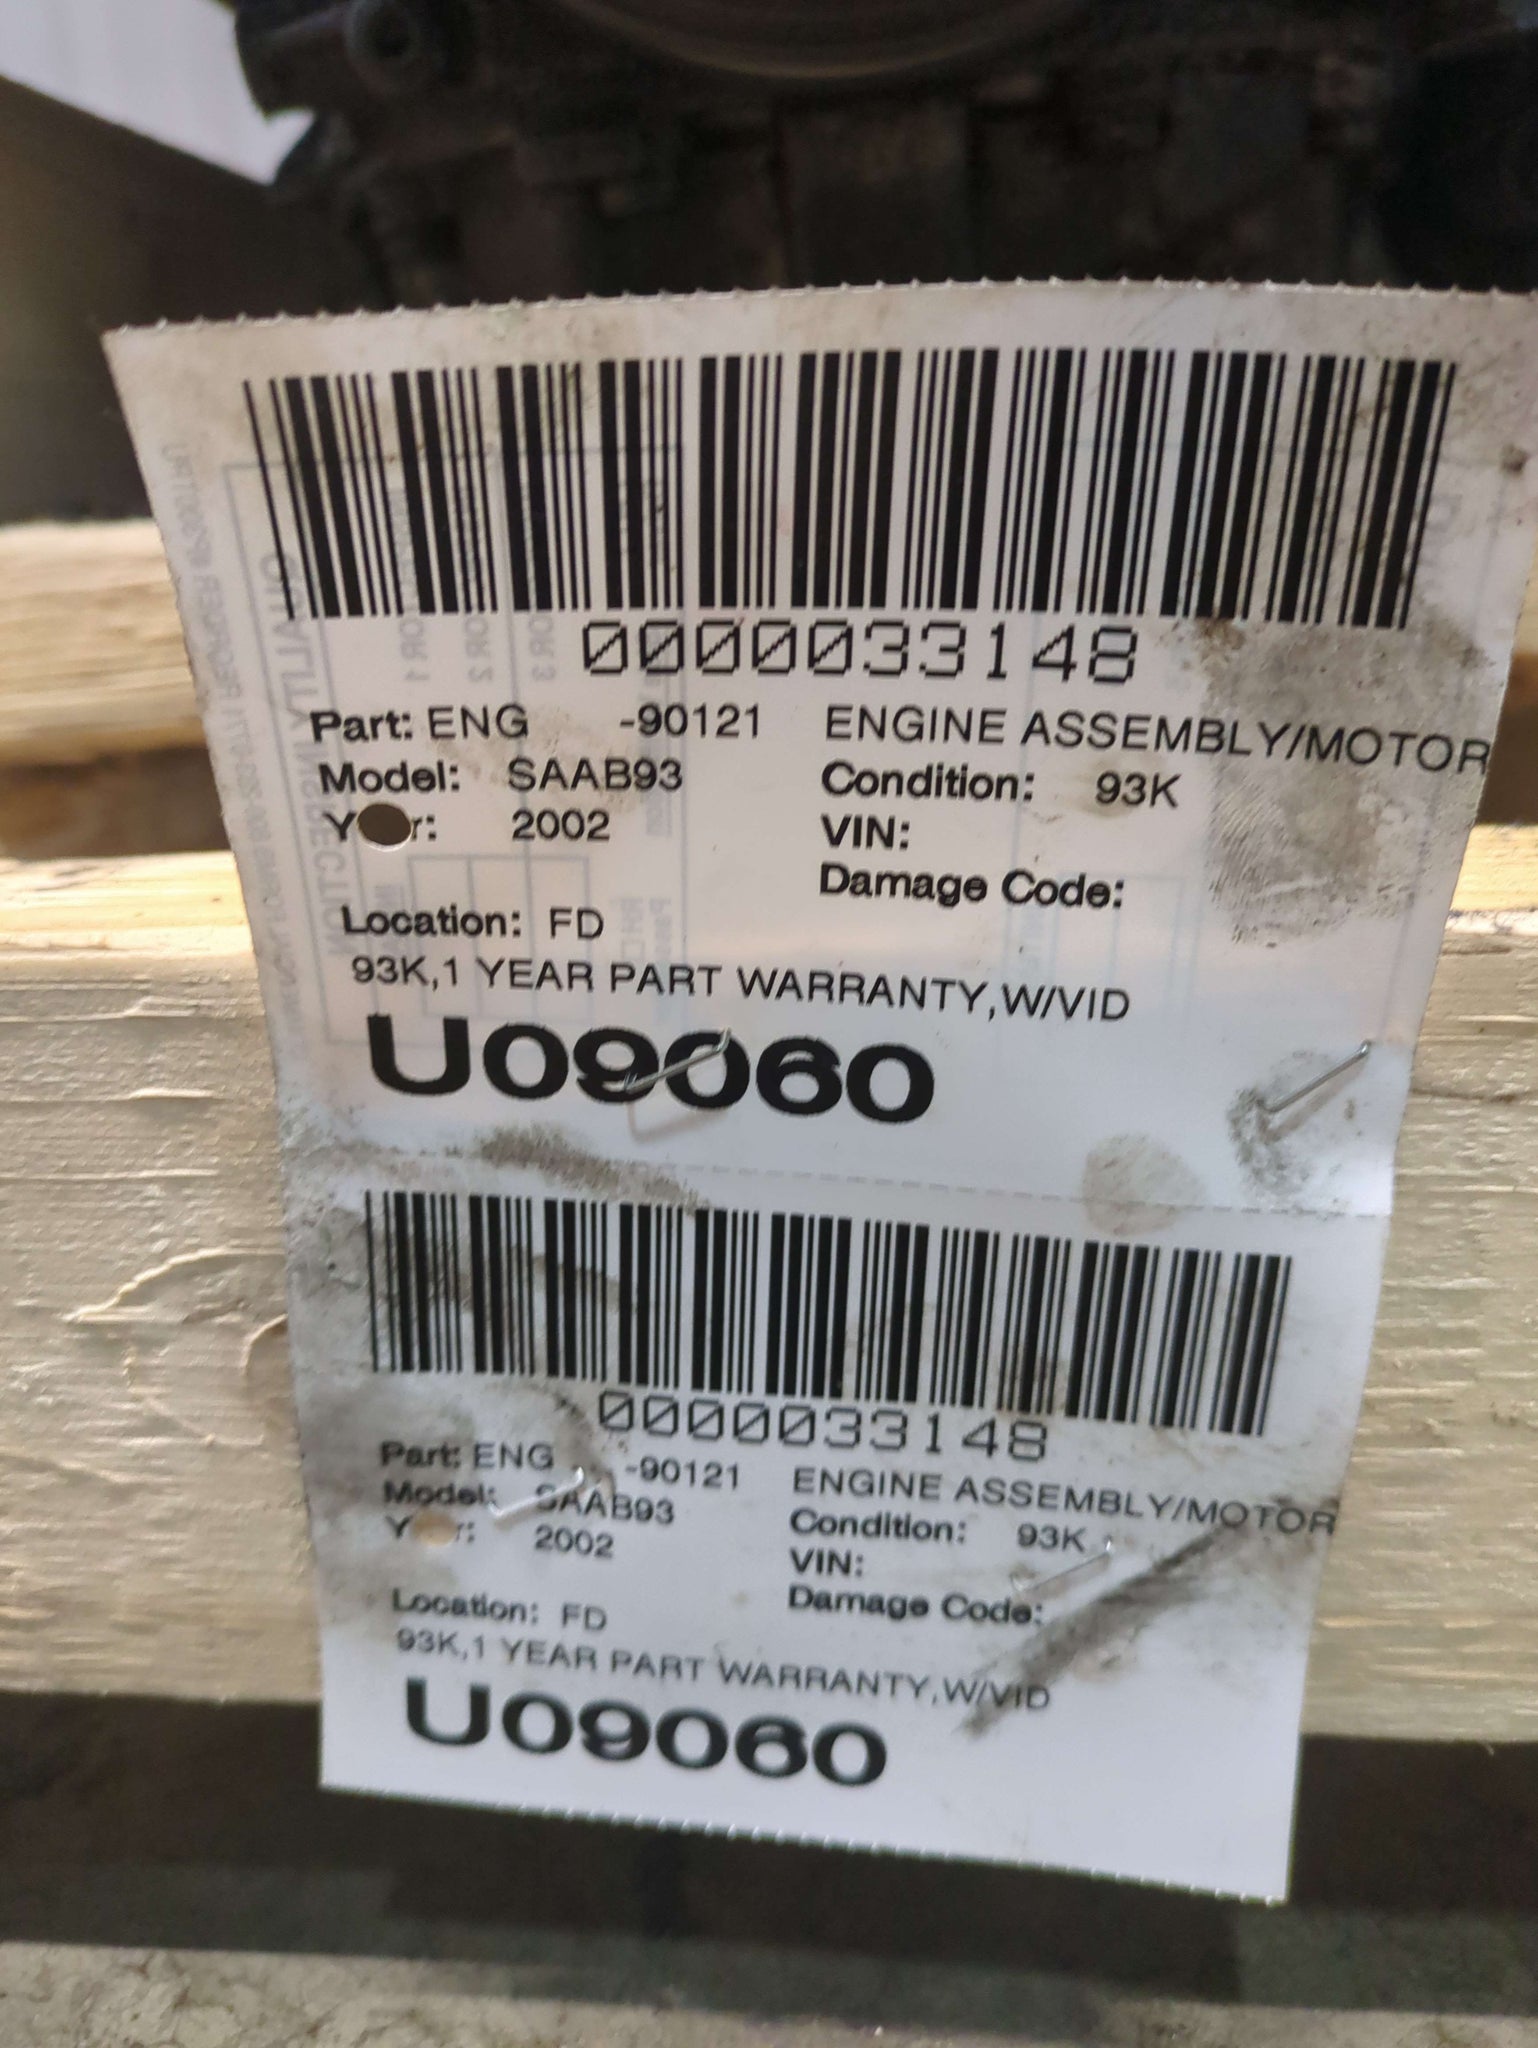 0000033148
Part: ENG -90121 ENGINE ASSEMBLY/MOTOR
Model: SAAB93 Condition: 93K
Year: 2002 VIN:
Damage Code:
Location: FD
93K,1 YEAR PART WARRANTY,W/VID
U09060
0000033148
Part: ENG -90121 ENGINE ASSEMBLY/MOTOR
Model: SAAB93 Condition: 93K
Year: 2002 VIN:
Damage Code:
Location: FD
93K,1 YEAR PART WARRANTY,W/VID
U09060